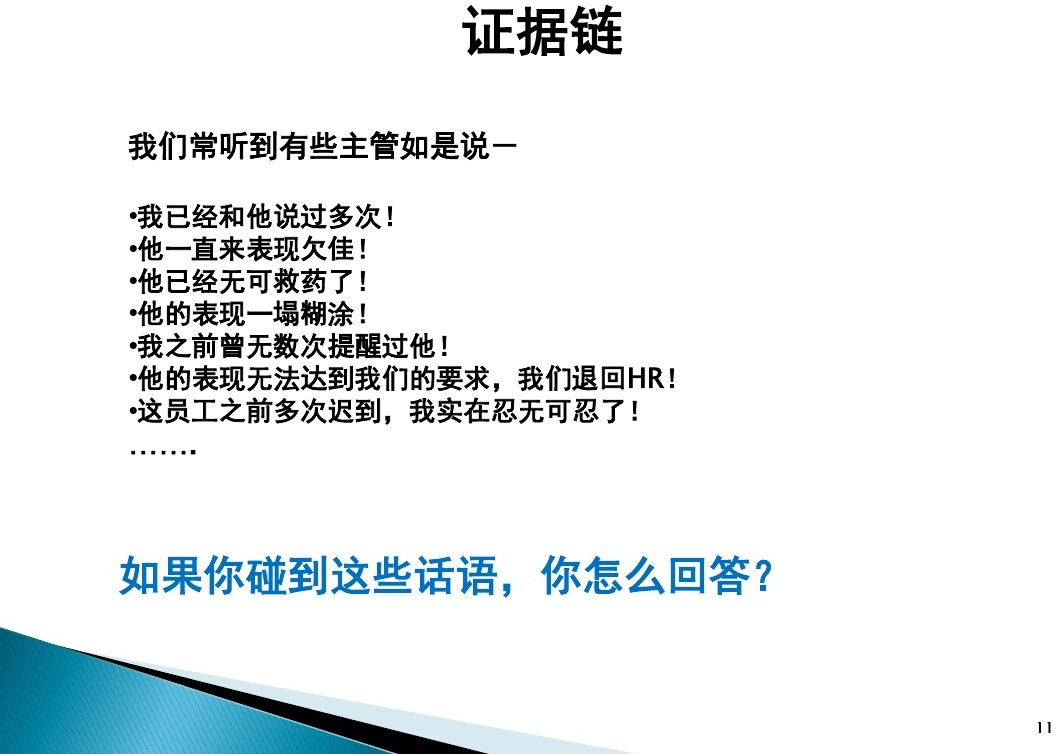 证据链
我们常听到有些主管如是说－
•我已经和他说过多次！
•他一直来表现欠佳！
•他已经无可救药了！
•他的表现一塌糊涂！
•我之前曾无数次提醒过他！
•他的表现无法达到我们的要求，我们退回HR！
•这员工之前多次迟到，我实在忍无可忍了！
…….
如果你碰到这些话语，你怎么回答？
11